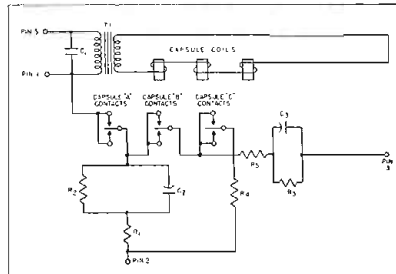 PIN 5
T1
C1
CAPSULE COILS
PIN 1
CAPSULE "A" CONTACTS
CAPSULE "B" CONTACTS
CAPSULE "C" CONTACTS
C3
R2
C2
R5
R4
R3
PIN 3
R1
PIN 2